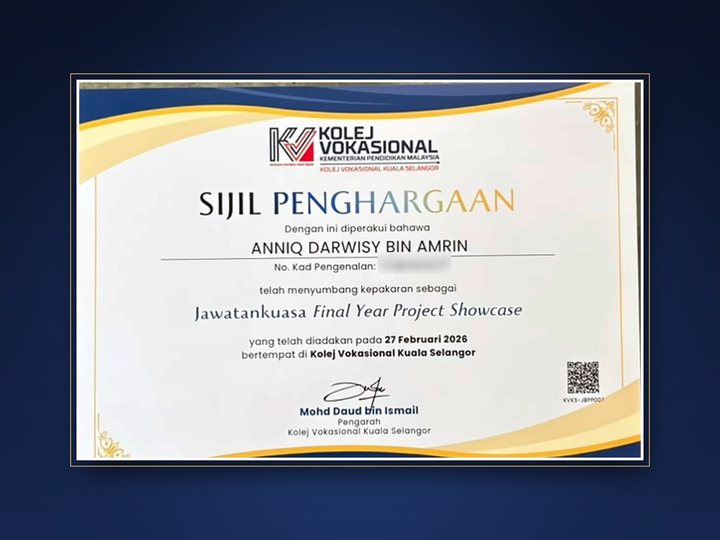 KOLEJ
VOKASIONAL
KEMENTERIAN PENDIDIKAN MALAYSIA
KOLEJ VOKASIONAL KUALA SELANGOR
SIJIL PENGHARGAAN
Dengan ini diperakui bahawa
ANNIQ DARWISY BIN AMRIN
No. Kad Pengenalan:
telah menyumbang kepakaran sebagai
Jawatankuasa Final Year Project Showcase
yang telah diadakan pada 27 Februari 2026
bertempat di Kolej Vokasional Kuala Selangor
KVKS-JBPP007
Mohd Daud bin Ismail
Pengarah
Kolej Vokasional Kuala Selangor